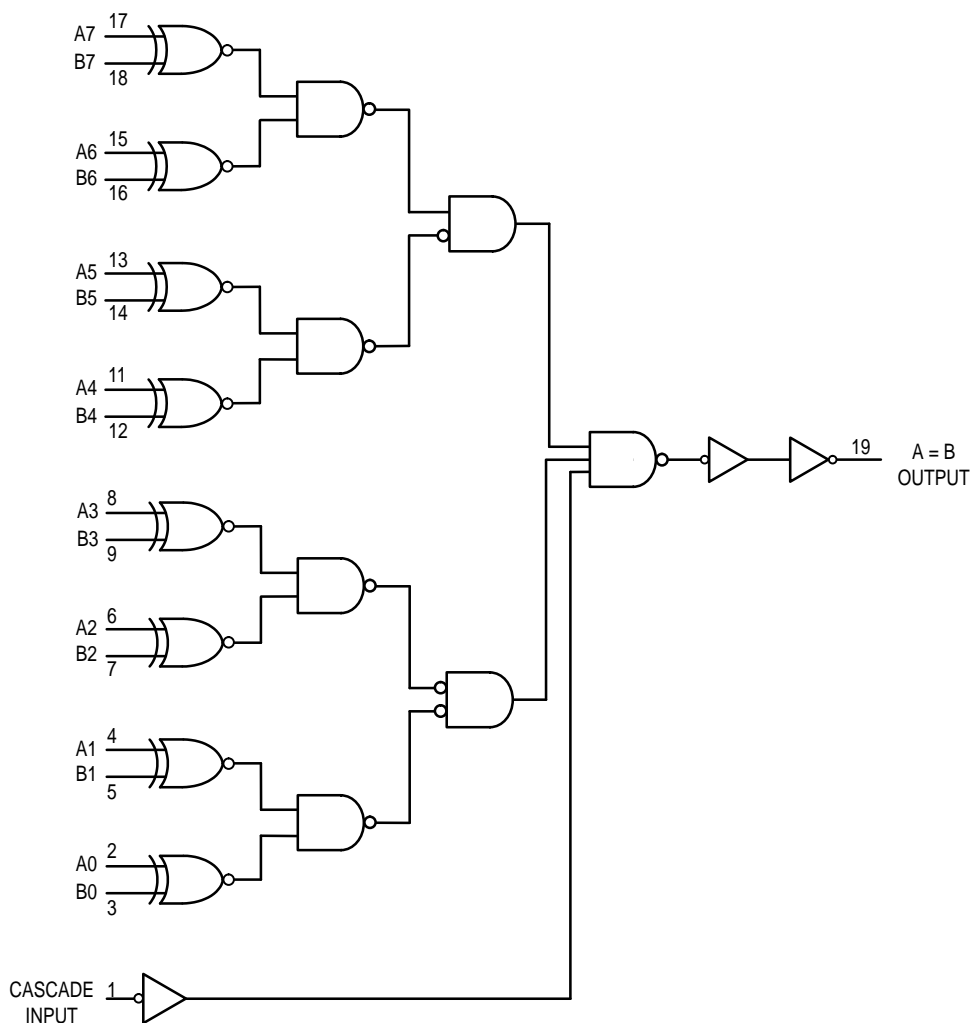 A7 17
B7
18
A6 15
B6
16
A5 13
B5
14
A4 11
B4
12
A3 8
B3
9
A2 6
B2
7
A1 4
B1
5
A0 2
B0
3
CASCADE 1
INPUT
19 A = B
OUTPUT